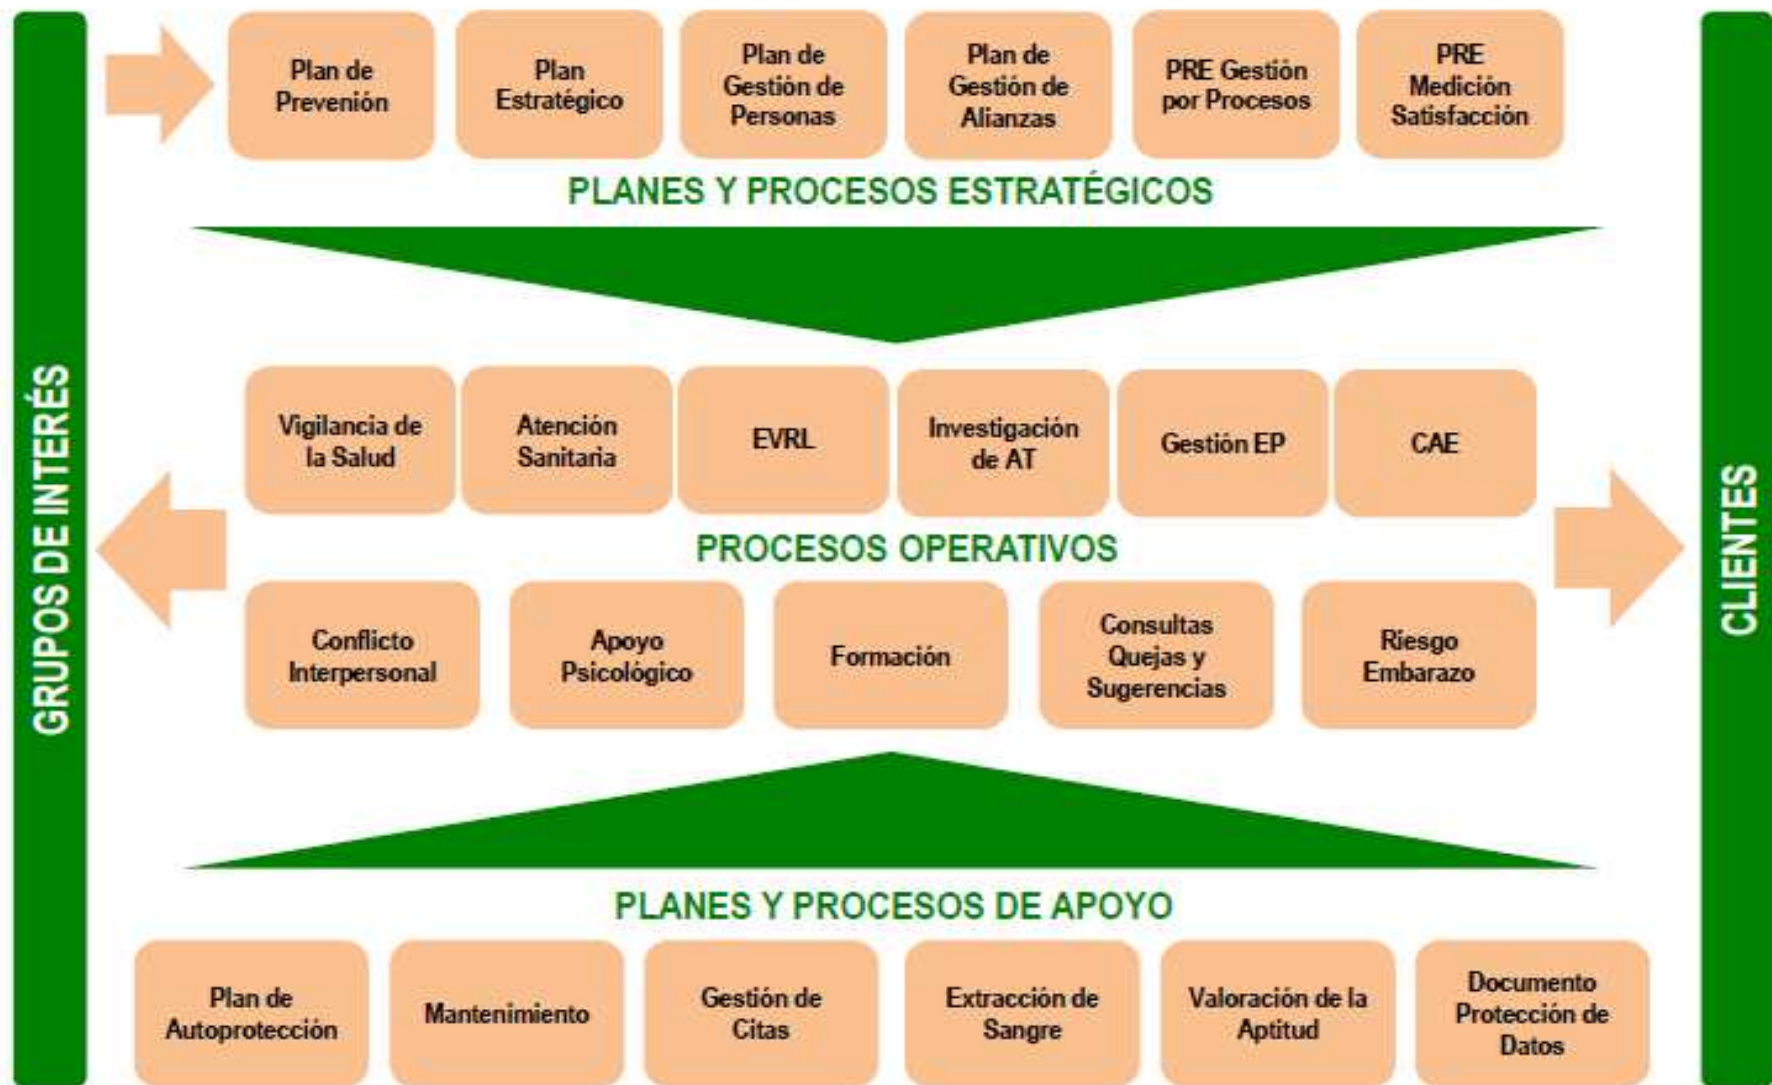 GRUPOS DE INTERÉS
Plan de
Prevenión
Plan
Estratégico
Plan de
Gestión de
Personas
Plan de
Gestión de
Alianzas
PRE Gestión
por Procesos
PRE
Medición
Satisfacción
PLANES Y PROCESOS ESTRATÉGICOS
Vigilancia de
la Salud
Atención
Sanitaria
EVRL
Investigación
de AT
Gestión EP
CAE
PROCESOS OPERATIVOS
Conflicto
Interpersonal
Apoyo
Psicológico
Formación
Consultas
Quejas y
Sugerencias
Riesgo
Embarazo
PLANES Y PROCESOS DE APOYO
Plan de
Autoprotección
Mantenimiento
Gestión de
Citas
Extracción de
Sangre
Valoración de la
Aptitud
Documento
Protección de
Datos
CLIENTES